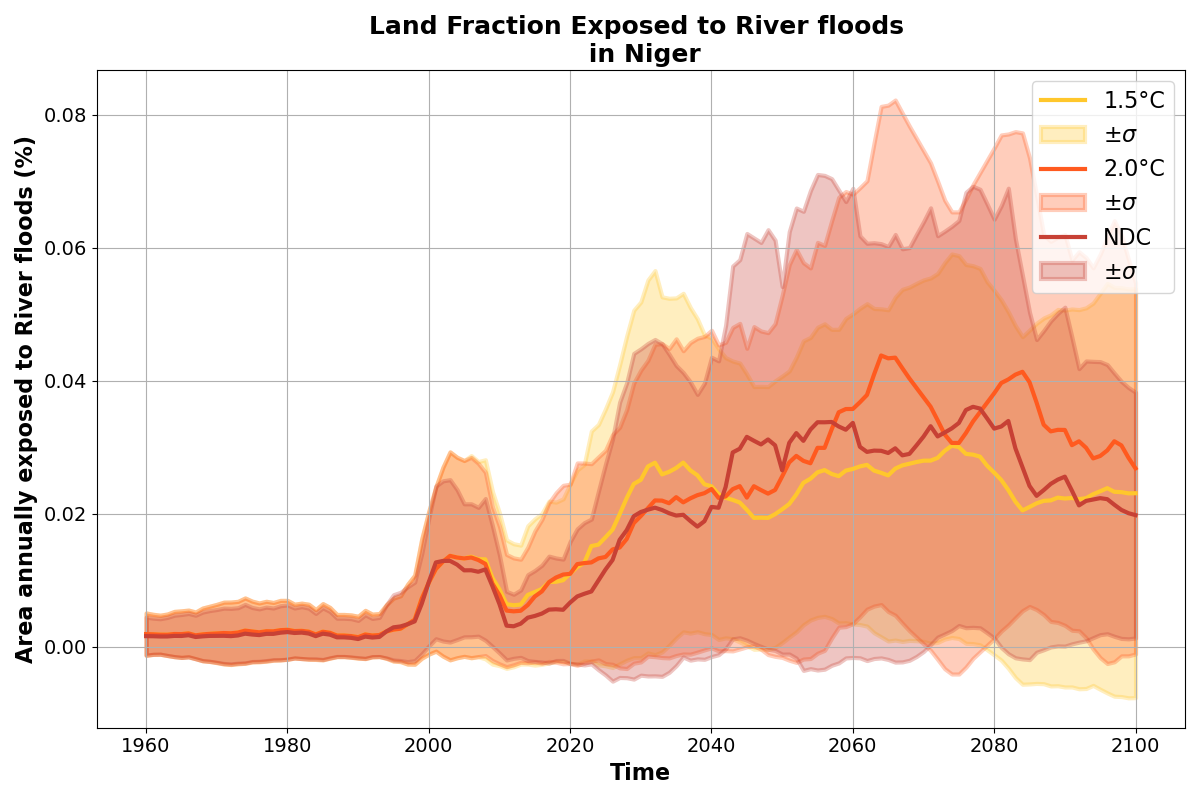 Land Fraction Exposed to River floods
in Niger
Area annually exposed to River floods (%)
0.08
0.06
0.04
0.02
0.00
1.5°C
±σ
2.0°C
±σ
NDC
±σ
1960 1980 2000 2020 2040 2060 2080 2100
Time